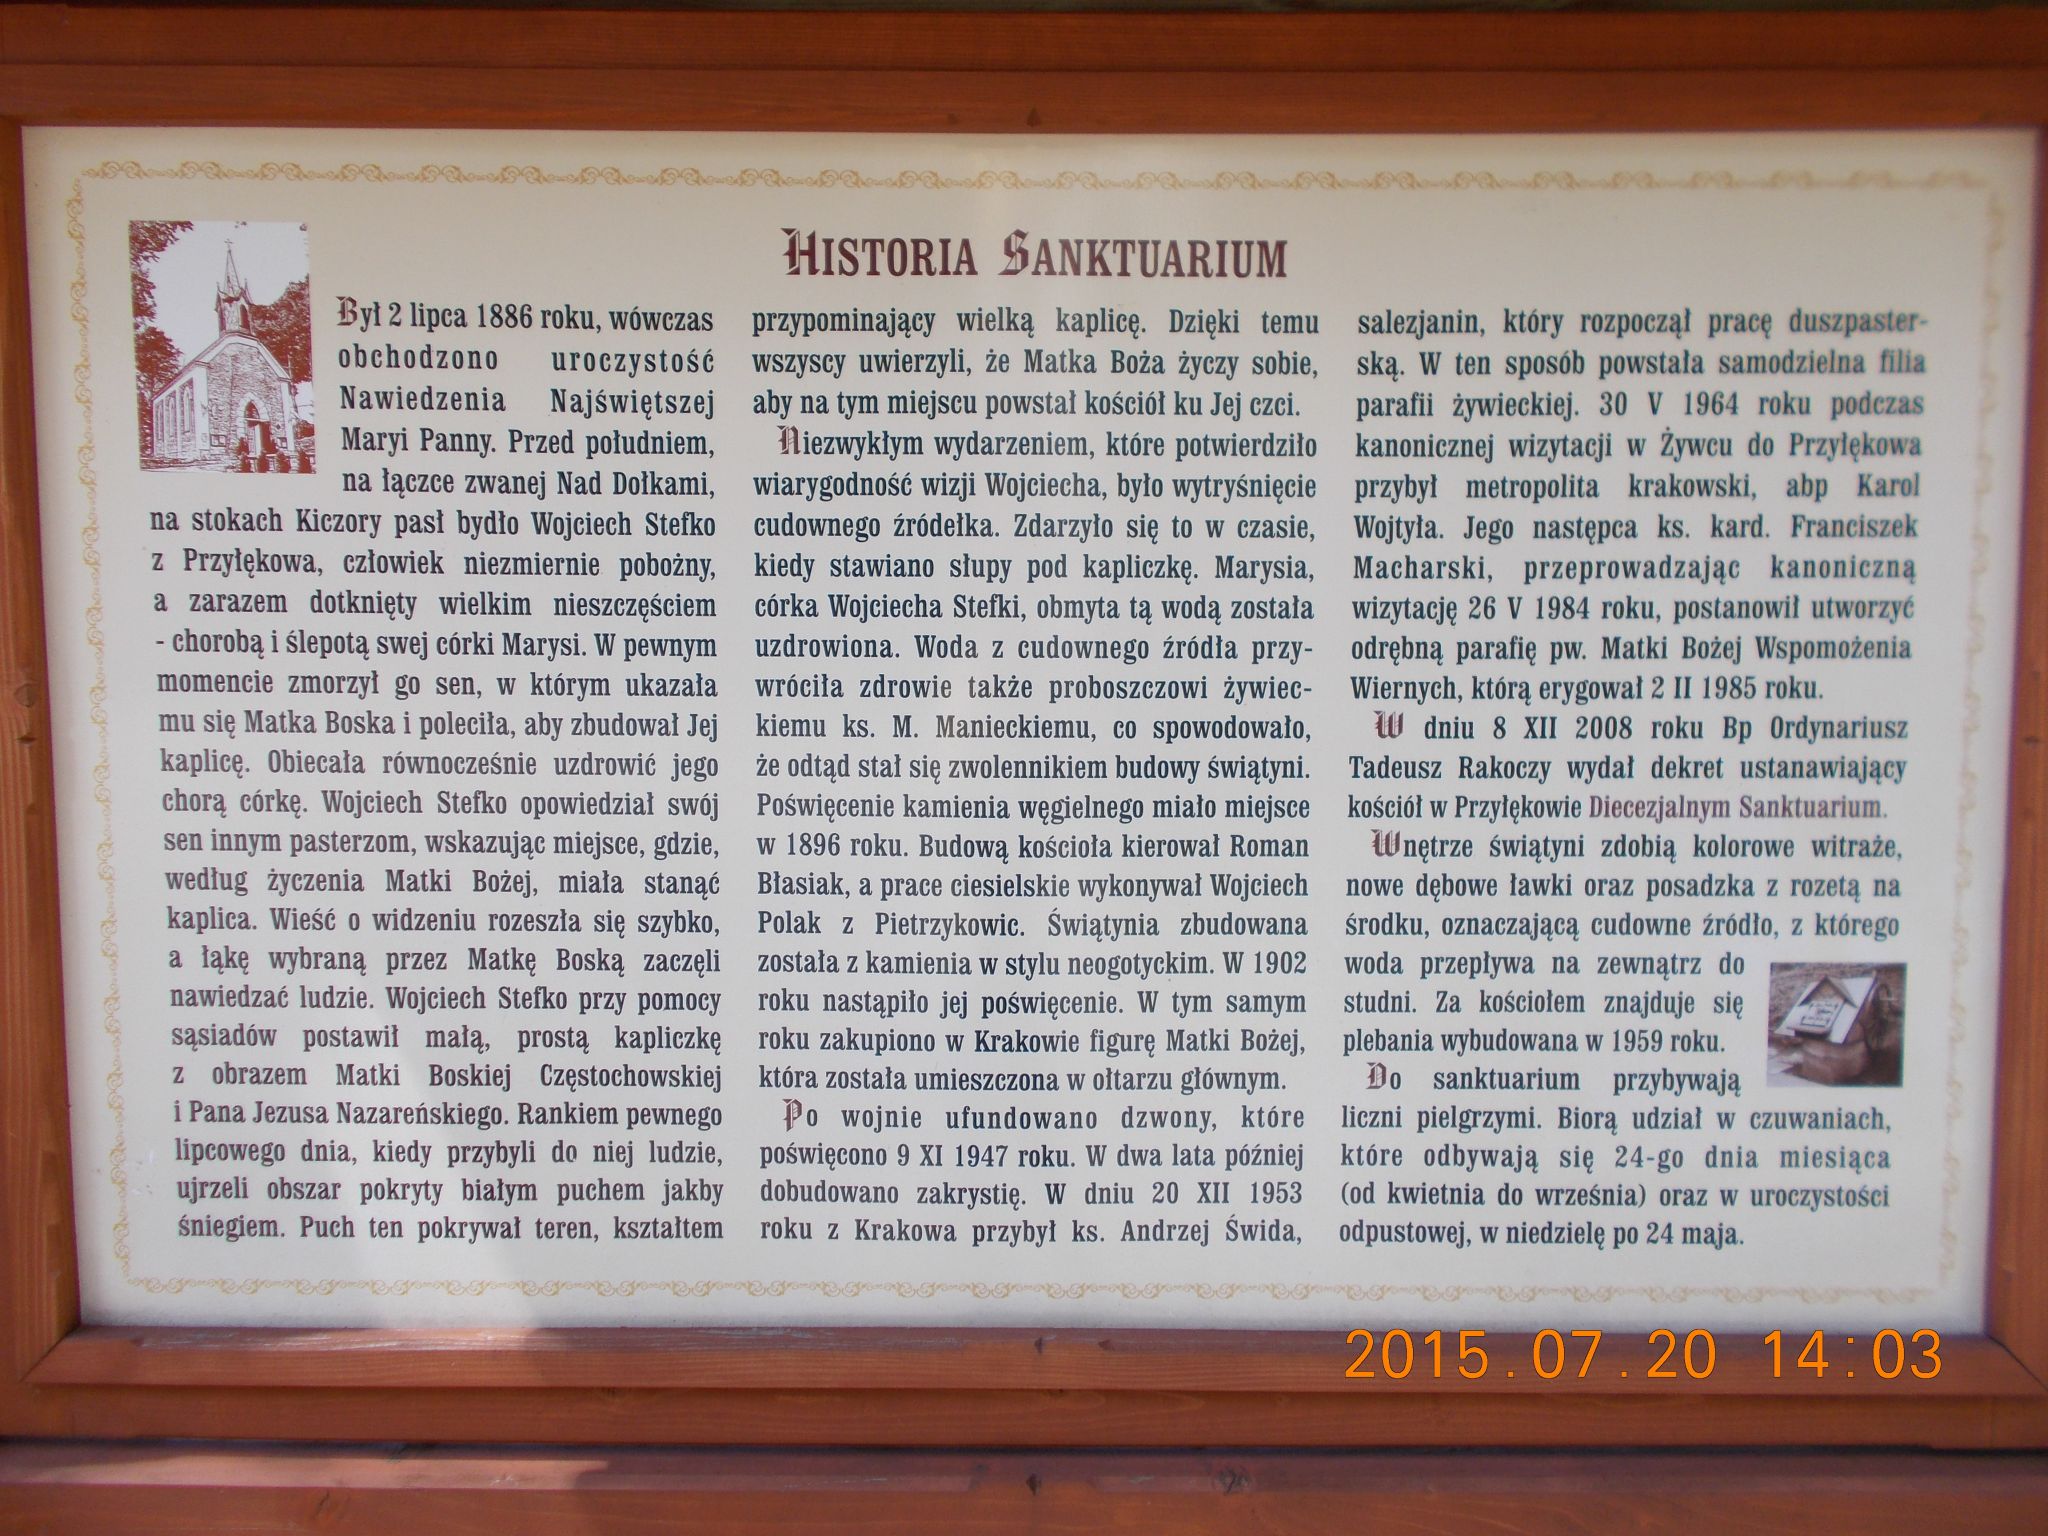 Historia Sanktuarium
Był 2 lipca 1886 roku, wówczas
obchodzono uroczystość
Nawiedzenia Najświętszej
Maryi Panny. Przed południem,
na łączce zwanej Nad Dołkami,
na stokach Kiczory pasł bydło Wojciech Stefko
z Przyłękowa, człowiek niezmiernie pobożny,
a zarazem dotknięty wielkim nieszczęściem
- chorobą i ślepotą swej córki Marysi. W pewnym
momencie zmorzył go sen, w którym ukazała
mu się Matka Boska i poleciła, aby zbudował Jej
kaplicę. Obiecała równocześnie uzdrowić jego
chorą córkę. Wojciech Stefko opowiedział swój
sen innym pasterzom, wskazując miejsce, gdzie,
według życzenia Matki Bożej, miała stanąć
kaplica. Wieść o widzeniu rozeszła się szybko,
a łąkę wybraną przez Matkę Boską zaczęli
nawiedzać ludzie. Wojciech Stefko przy pomocy
sąsiadów postawił małą, prostą kapliczkę
z obrazem Matki Boskiej Częstochowskiej
i Pana Jezusa Nazareńskiego. Rankiem pewnego
lipcowego dnia, kiedy przybyli do niej ludzie,
ujrzeli obszar pokryty białym puchem jakby
śniegiem. Puch ten pokrywał teren, kształtem
przypominający wielką kaplicę. Dzięki temu
wszyscy uwierzyli, że Matka Boża życzy sobie,
aby na tym miejscu powstał kościół ku Jej czci.
Niezwykłym wydarzeniem, które potwierdziło
wiarygodność wizji Wojciecha, było wytryśnięcie
cudownego źródełka. Zdarzyło się to w czasie,
kiedy stawiano słupy pod kapliczkę. Marysia,
córka Wojciecha Stefki, obmyta tą wodą została
uzdrowiona. Woda z cudownego źródła przy-
wróciła zdrowie także proboszczowi żywiec-
kiemu ks. M. Manieckiemu, co spowodowało,
że odtąd stał się zwolennikiem budowy świątyni.
Poświęcenie kamienia węgielnego miało miejsce
w 1896 roku. Budową kościoła kierował Roman
Błasiak, a prace ciesielskie wykonywał Wojciech
Polak z Pietrzykowic. Świątynia zbudowana
została z kamienia w stylu neogotyckim. W 1902
roku nastąpiło jej poświęcenie. W tym samym
roku zakupiono w Krakowie figurę Matki Bożej,
która została umieszczona w ołtarzu głównym.
Po wojnie ufundowano dzwony, które
poświęcono 9 XI 1947 roku. W dwa lata później
dobudowano zakrystię. W dniu 20 XII 1953
roku z Krakowa przybył ks. Andrzej Świda,
salezjanin, który rozpoczął pracę duszpaster-
ską. W ten sposób powstała samodzielna filia
parafii żywieckiej. 30 V 1964 roku podczas
kanonicznej wizytacji w Żywcu do Przyłękowa
przybył metropolita krakowski, abp Karol
Wojtyła. Jego następca ks. kard. Franciszek
Macharski, przeprowadzając kanoniczną
wizytację 26 V 1984 roku, postanowił utworzyć
odrębną parafię pw. Matki Bożej Wspomożenia
Wiernych, którą erygował 2 II 1985 roku.
W dniu 8 XII 2008 roku Bp Ordynariusz
Tadeusz Rakoczy wydał dekret ustanawiający
kościół w Przyłękowie Diecezjalnym Sanktuarium.
Wnętrze świątyni zdobią kolorowe witraże,
nowe dębowe ławki oraz posadzka z rozetą na
środku, oznaczającą cudowne źródło, z którego
woda przepływa na zewnątrz do
studni. Za kościołem znajduje się
plebania wybudowana w 1959 roku.
Do sanktuarium przybywają
liczni pielgrzymi. Biorą udział w czuwaniach,
które odbywają się 24-go dnia miesiąca
(od kwietnia do września) oraz w uroczystości
odpustowej, w niedzielę po 24 maja.
2015.07.20 14:03